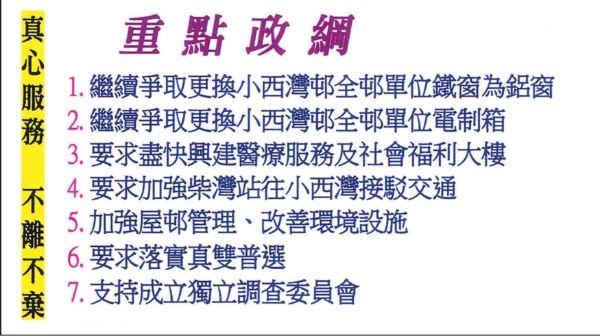 重點政綱
真心服務 不離不棄
1. 繼續爭取更換小西灣邨全邨單位鐵窗為鋁窗
2. 繼續爭取更換小西灣邨全邨單位電制箱
3. 要求盡快興建醫療服務及社會福利大樓
4. 要求加強柴灣站往小西灣接駁交通
5. 加強屋邨管理、改善環境設施
6. 要求落實真雙普選
7. 支持成立獨立調查委員會